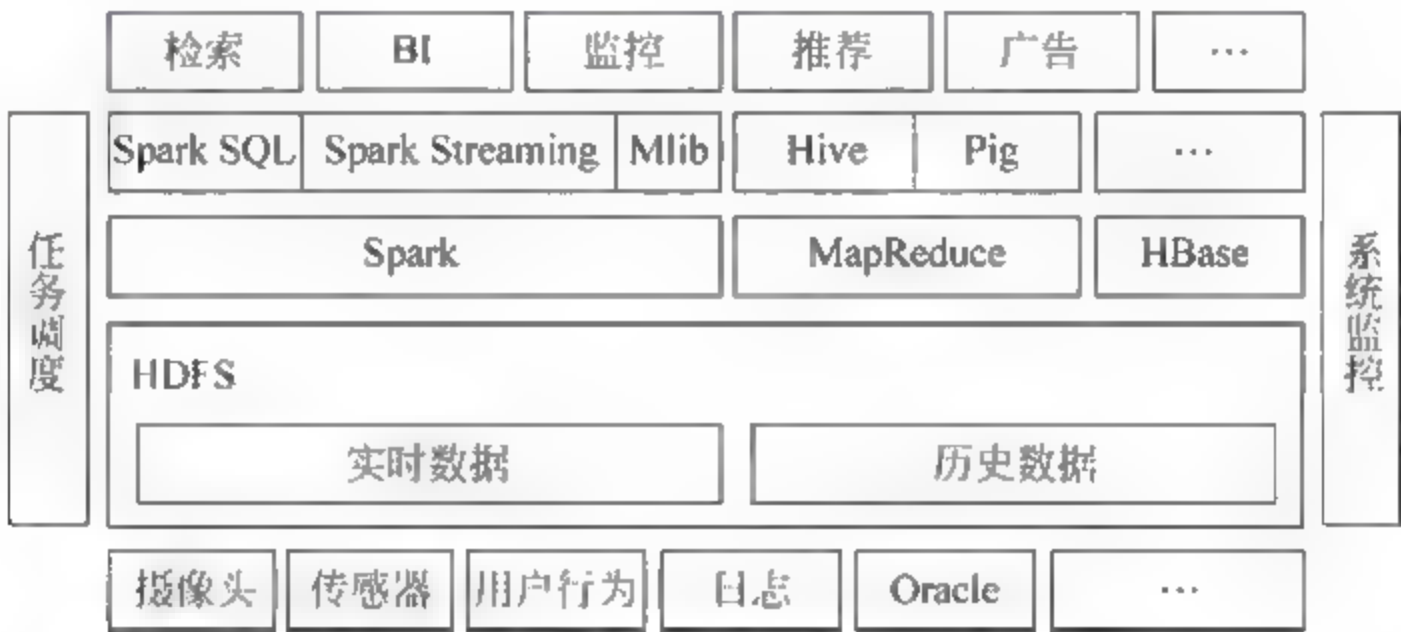 检索 BI 监控 推荐 广告 …
Spark SQL Spark Streaming Mlib Hive Pig …
Spark MapReduce HBase
任务调度
系统监控
HDFS
实时数据 历史数据
摄像头 传感器 用户行为 日志 Oracle …